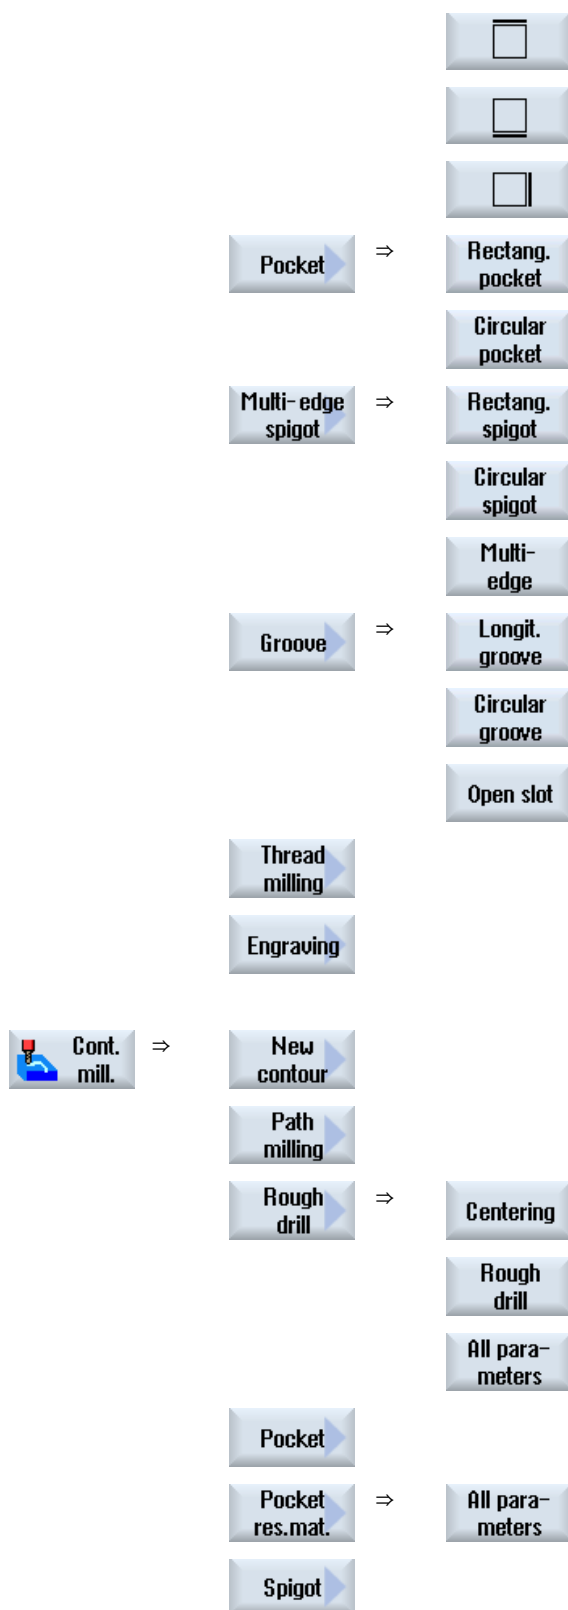 Pocket ⇒ Rectang.
pocket
Circular
pocket
Multi-edge
spigot
⇒ Rectang.
spigot
Circular
spigot
Multi-
edge
Groove ⇒ Longit.
groove
Circular
groove
Open slot
Thread
milling
Engraving
Cont.
mill.
⇒ New
contour
Path
milling
Rough
drill
⇒ Centering
Rough
drill
All para-
meters
Pocket
Pocket
res.mat.
⇒ All para-
meters
Spigot